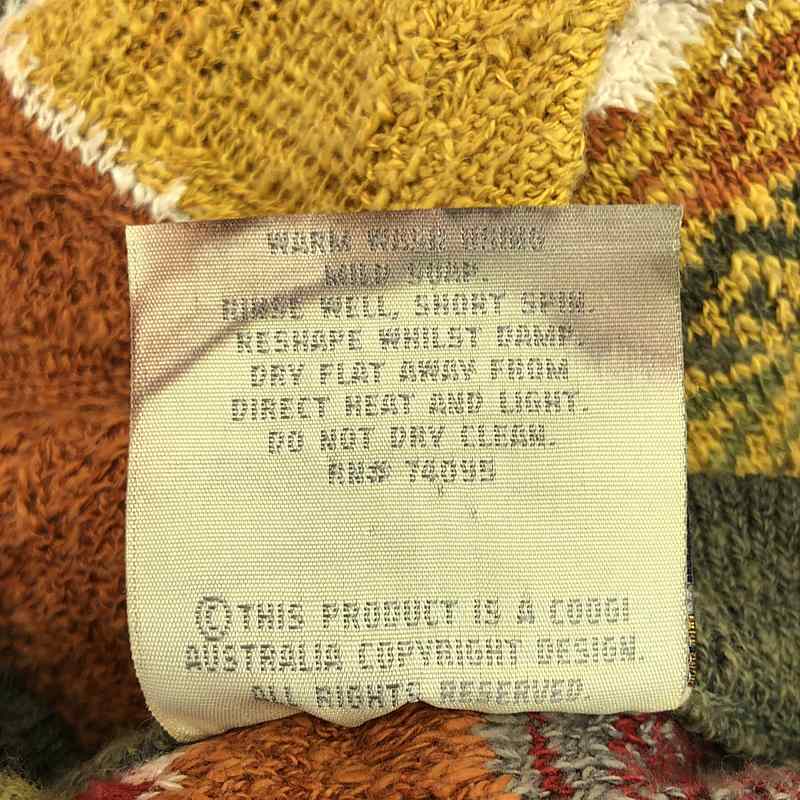 WARM WASH USING
MILD SOAP.
RINSE WELL, SHORT SPIN.
RESHAPE WHILST DAMP.
DRY FLAT AWAY FROM
DIRECT HEAT AND LIGHT.
DO NOT DRY CLEAN.
RN# 74099
© THIS PRODUCT IS A COOGI
AUSTRALIA COPYRIGHT DESIGN.
ALL RIGHTS RESERVED.